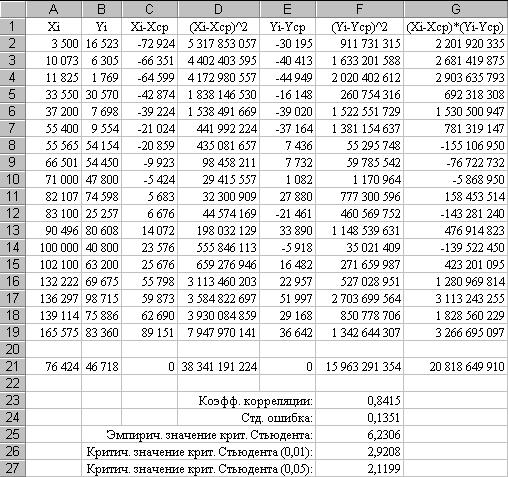 A B C D E F G
1 Xi Yi Xi-Xср (Xi-Xср)^2 Yi-Yср (Yi-Yср)^2 (Xi-Xср)*(Yi-Yср)
2 3 500 16 523 -72 924 5 317 853 057 -30 195 911 731 315 2 201 920 335
3 10 073 6 305 -66 351 4 402 403 595 -40 413 1 633 201 588 2 681 419 875
4 11 825 1 769 -64 599 4 172 980 557 -44 949 2 020 402 612 2 903 635 793
5 33 550 30 570 -42 874 1 838 146 530 -16 148 260 754 316 692 318 308
6 37 200 7 698 -39 224 1 538 491 669 -39 020 1 522 551 729 1 530 500 947
7 55 400 9 554 -21 024 441 992 224 -37 164 1 381 154 637 781 319 147
8 55 565 54 154 -20 859 435 081 657 7 436 55 295 748 -155 106 950
9 66 501 54 450 -9 923 98 458 211 7 732 59 785 542 -76 722 732
10 71 000 47 800 -5 424 29 415 557 1 082 1 170 964 -5 868 950
11 82 107 74 598 5 683 32 300 909 27 880 777 300 596 158 453 514
12 83 100 25 257 6 676 44 574 169 -21 461 460 569 752 -143 281 240
13 90 496 80 608 14 072 198 032 129 33 890 1 148 539 631 476 914 823
14 100 000 40 800 23 576 555 846 113 -5 918 35 021 409 -139 522 450
15 102 100 63 200 25 676 659 276 946 16 482 271 659 987 423 201 095
16 132 222 69 675 55 798 3 113 460 203 22 957 527 028 951 1 280 969 814
17 136 297 98 715 59 873 3 584 822 697 51 997 2 703 699 564 3 113 243 255
18 139 114 75 886 62 690 3 930 084 859 29 168 850 778 706 1 828 560 229
19 165 575 83 360 89 151 7 947 970 141 36 642 1 342 644 307 3 266 695 097
20
21 76 424 46 718 0 38 341 191 224 0 15 963 291 354 20 818 649 910
22
23 Коэфф. корреляции: 0,8415
24 Стд. ошибка: 0,1351
25 Эмпирич. значение крит. Стьюдента: 6,2306
26 Критич. значение крит. Стьюдента (0,01): 2,9208
27 Критич. значение крит. Стьюдента (0,05): 2,1199